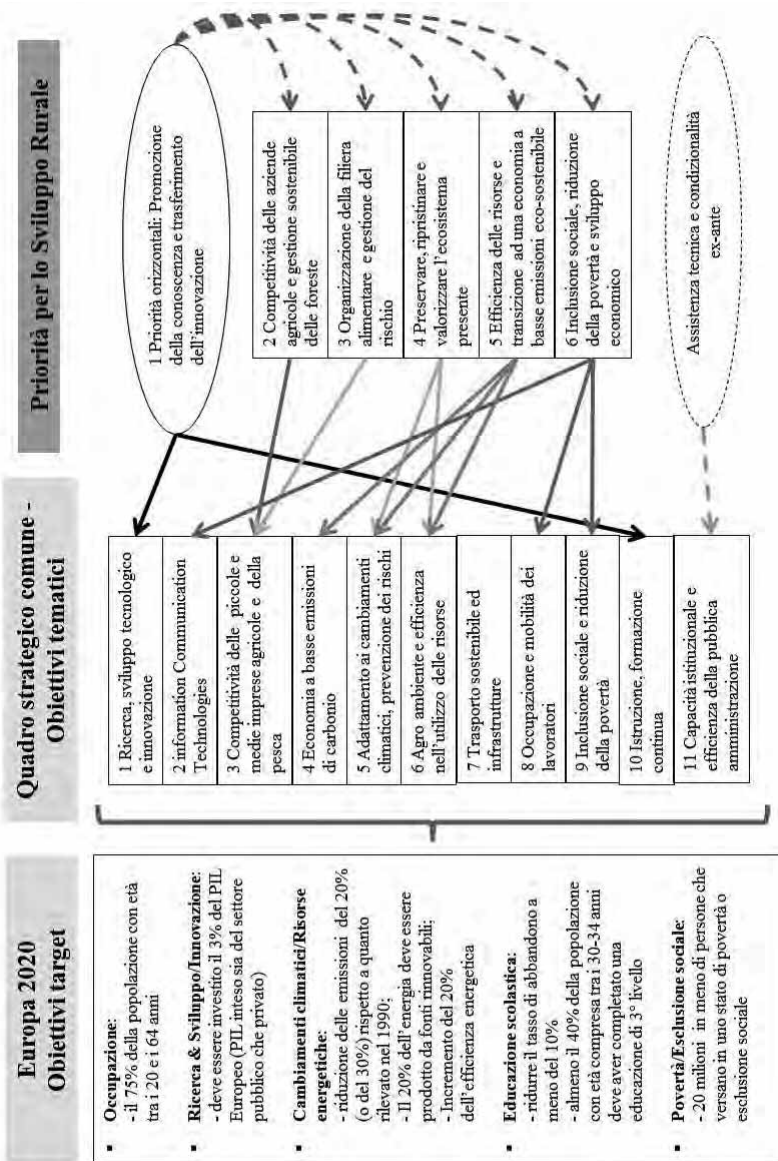 Europa 2020
Obiettivi target
▪ Occupazione:
- il 75% della popolazione con età
tra i 20 e i 64 anni
▪ Ricerca & Sviluppo/Innovazione:
- deve essere investito il 3% del PIL
Europeo (PIL inteso sia del settore
pubblico che privato)
▪ Cambiamenti climatici/Risorse
energetiche:
- riduzione delle emissioni del 20%
(o del 30%) rispetto a quanto
rilevato nel 1990;
- Il 20% dell'energia deve essere
prodotto da fonti rinnovabili;
- Incremento del 20%
dell'efficienza energetica
▪ Educazione scolastica:
- ridurre il tasso di abbandono a
meno del 10%
- almeno il 40% della popolazione
con età compresa tra i 30-34 anni
deve aver completato una
educazione di 3° livello
▪ Povertà/Esclusione sociale:
- 20 milioni in meno di persone che
versano in uno stato di povertà o
esclusione sociale
Quadro strategico comune -
Obiettivi tematici
1 Ricerca, sviluppo tecnologico
e innovazione
2 information Communication
Technologies
3 Competitività delle piccole e
medie imprese agricole e della
pesca
4 Economia a basse emissioni
di carbonio
5 Adattamento ai cambiamenti
climatici, prevenzione dei rischi
6 Agro ambiente e efficienza
nell'utilizzo delle risorse
7 Trasporto sostenibile ed
infrastrutture
8 Occupazione e mobilità dei
lavoratori
9 Inclusione sociale e riduzione
della povertà
10 Istruzione, formazione
continua
11 Capacità istituzionale e
efficienza della pubblica
amministrazione
Priorità per lo Sviluppo Rurale
1 Priorità orizzontali: Promozione
della conoscenza e trasferimento
dell'innovazione
2 Competitività delle aziende
agricole e gestione sostenibile
delle foreste
3 Organizzazione della filiera
alimentare e gestione del
rischio
4 Preservare, ripristinare e
valorizzare l'ecosistema
presente
5 Efficienza delle risorse e
transizione ad una economia a
basse emissioni eco-sostenibile
6 Inclusione sociale, riduzione
della povertà e sviluppo
economico
Assistenza tecnica e condizionalità
ex-ante